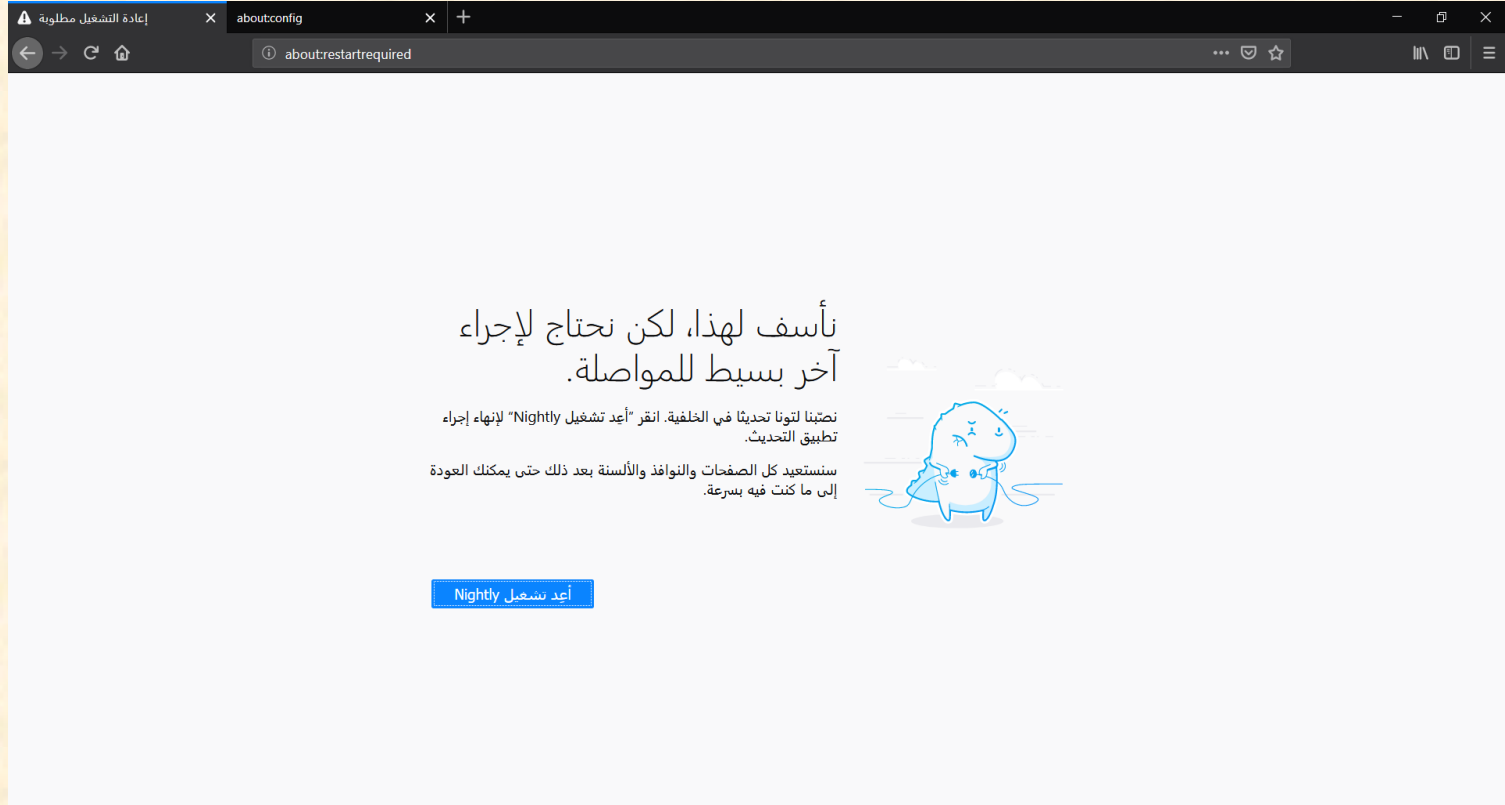 إعادة التشغيل مطلوبة
about:config
about:restartrequired
نأسف لهذا، لكن نحتاج لإجراء
آخر بسيط للمواصلة.
نصّبنا لتونا تحديثا في الخلفية. انقر ”أعِد تشغيل Nightly“ لإنهاء إجراء
تطبيق التحديث.
سنستعيد كل الصفحات والنوافذ والألسنة بعد ذلك حتى يمكنك العودة
إلى ما كنت فيه بسرعة.
أعِد تشغيل Nightly